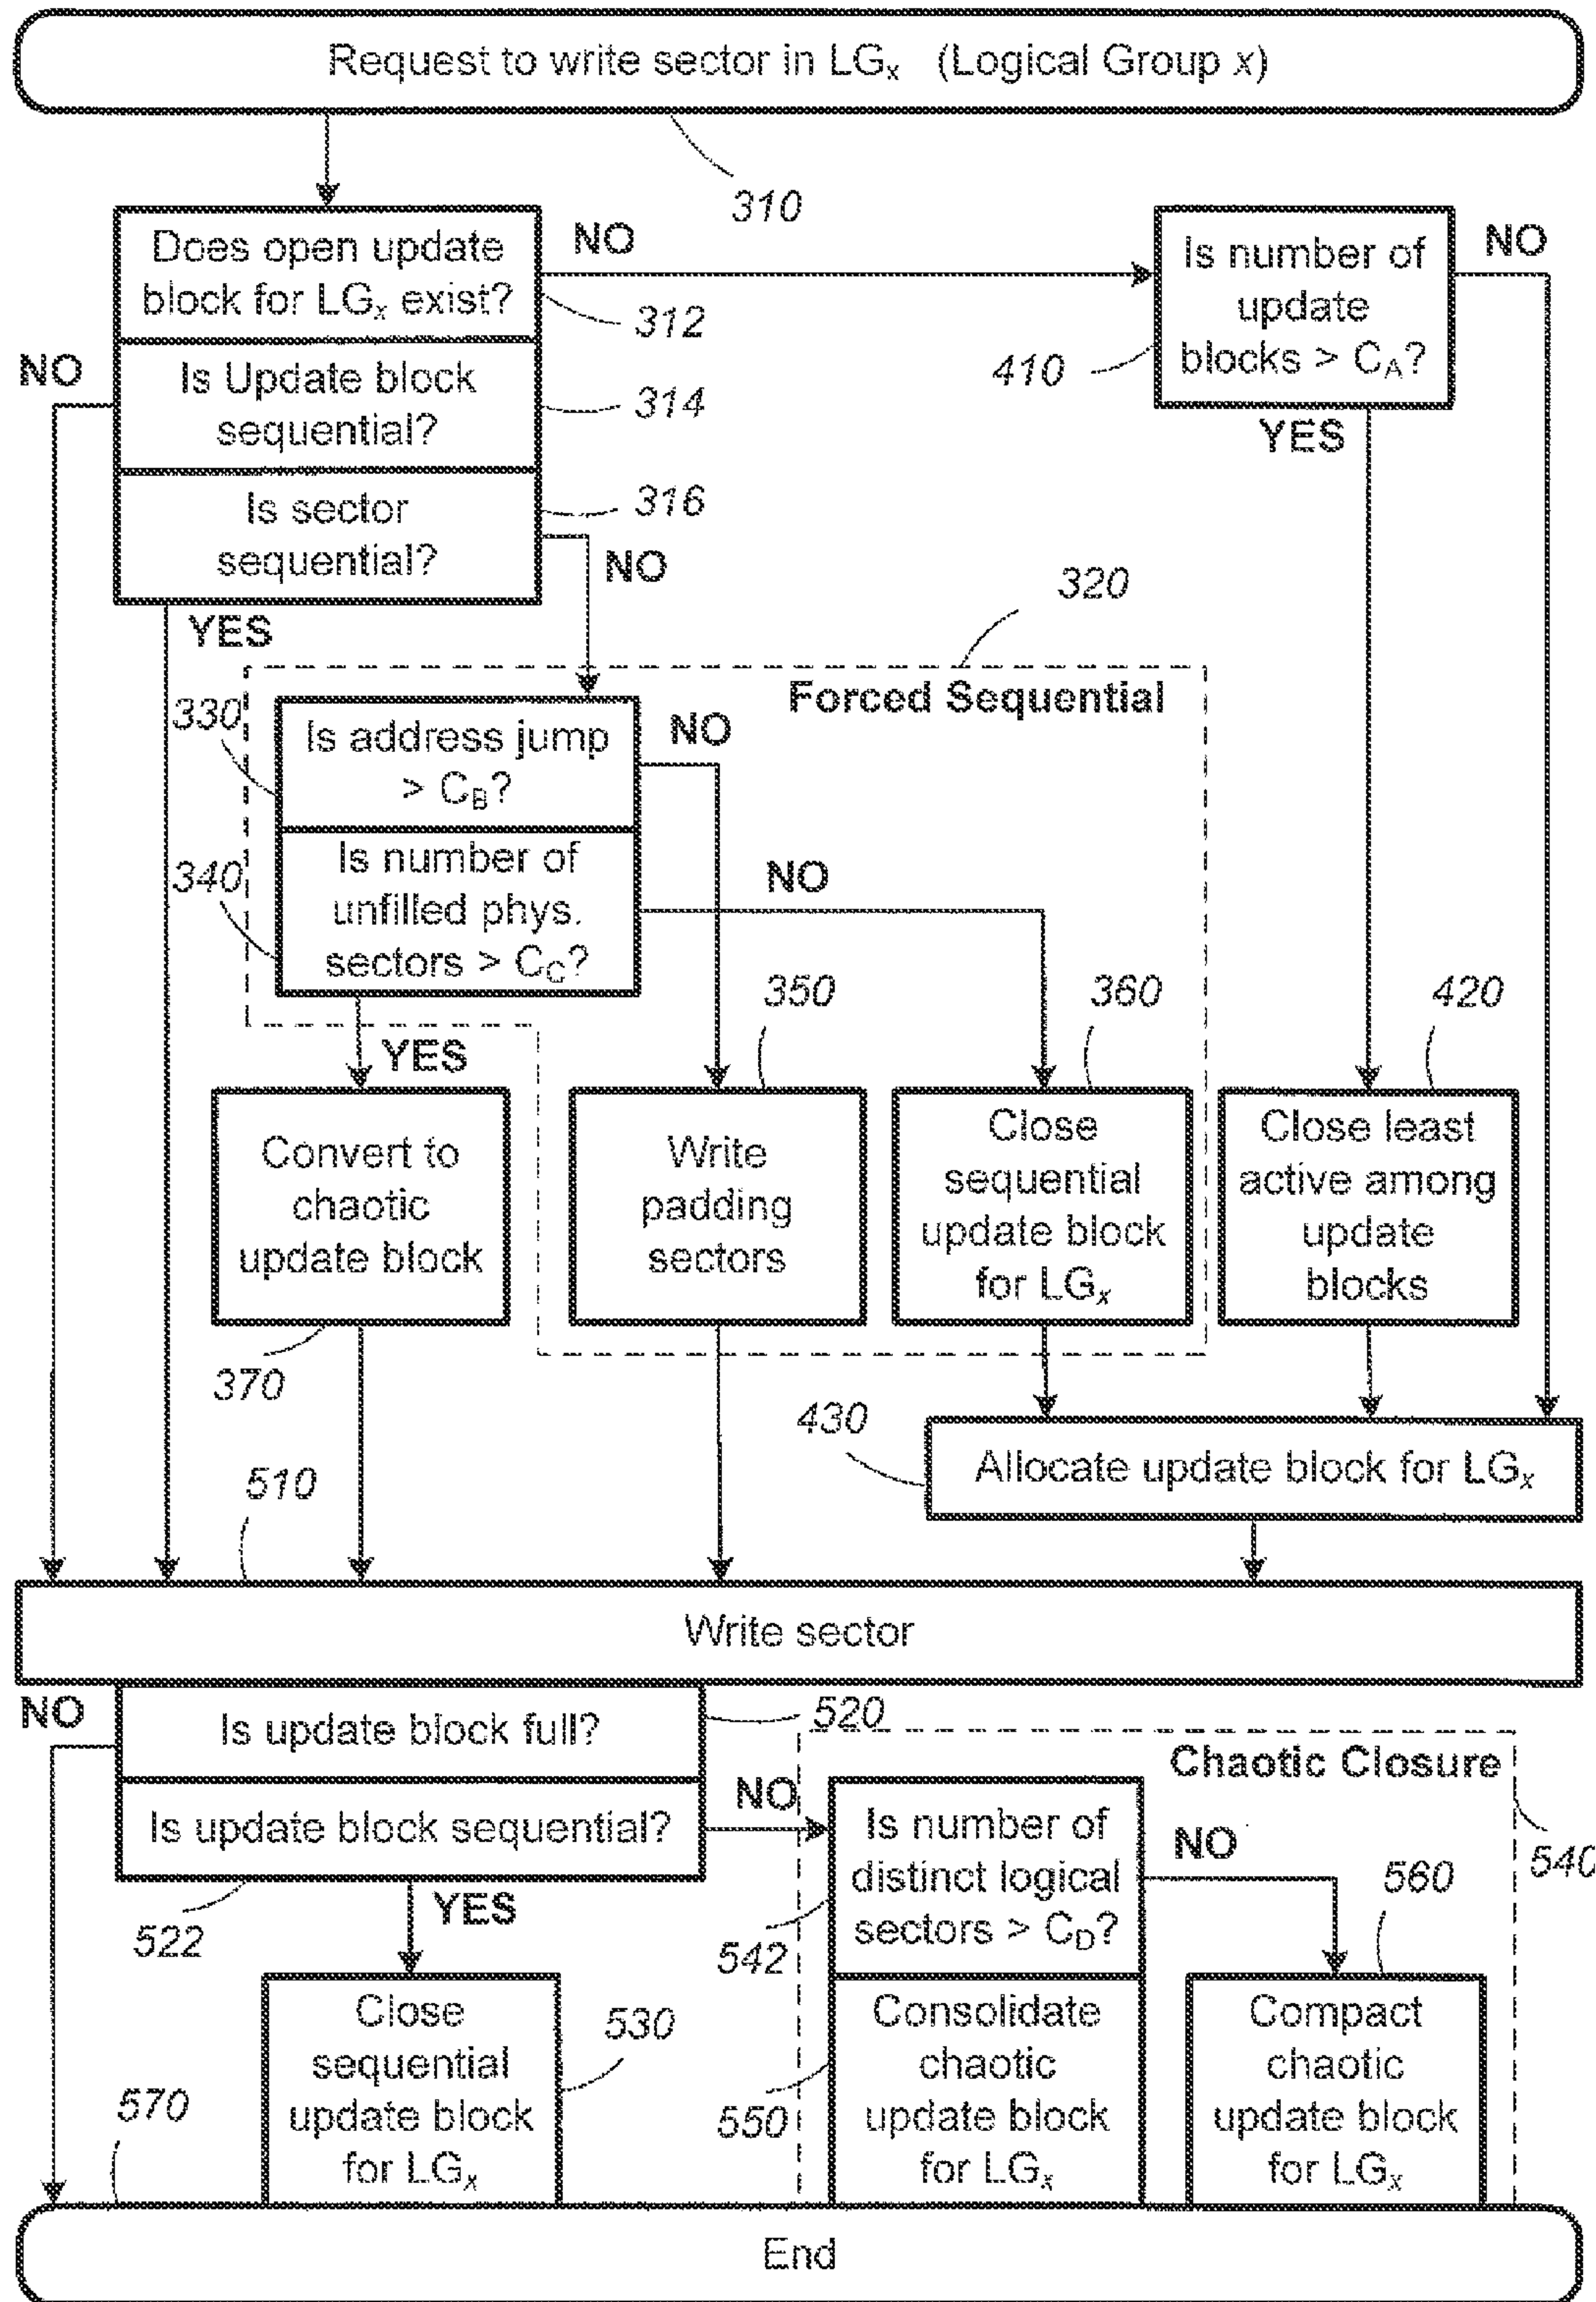 Request to write sector in LGx (Logical Group x)
310
Does open update
block for LGx exist?
NO
312
Is number of
update
blocks > CA?
NO
410
YES
NO
Is Update block
sequential?
314
Is sector
sequential?
316
NO
YES
320
Forced Sequential
330
Is address jump
> CB?
NO
340
Is number of
unfilled phys.
sectors > CC?
NO
YES
350
360
420
Convert to
chaotic
update block
370
Write
padding
sectors
Close
sequential
update block
for LGx
Close least
active among
update
blocks
430
Allocate update block for LGx
510
Write sector
NO
Is update block full?
520
Is update block sequential?
NO
522
YES
Chaotic Closure
540
Is number of
distinct logical
sectors > CD?
NO
542
560
Close
sequential
update block
for LGx
530
Consolidate
chaotic
update block
for LGx
550
Compact
chaotic
update block
for LGx
570
End